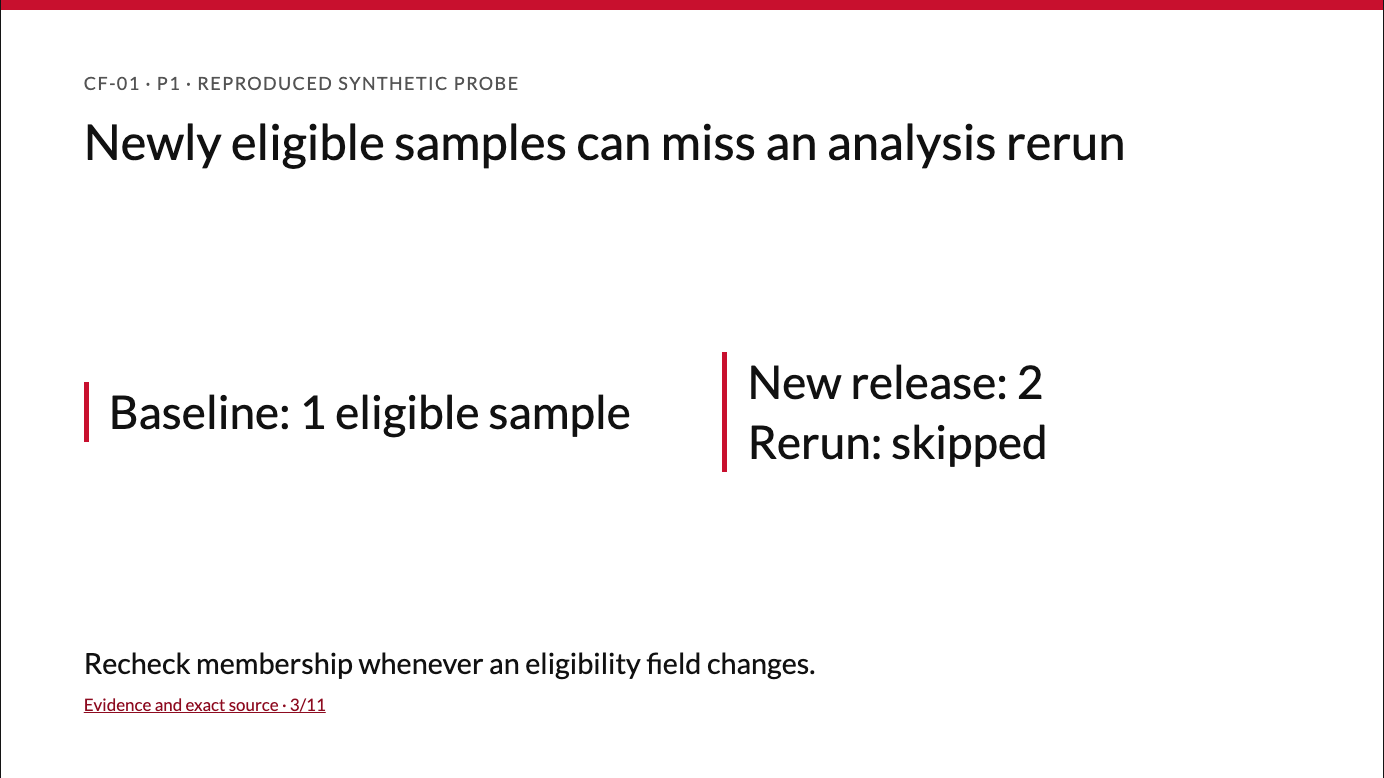 CF-01 · P1 · REPRODUCED SYNTHETIC PROBE
Newly eligible samples can miss an analysis rerun
Baseline: 1 eligible sample
New release: 2
Rerun: skipped
Recheck membership whenever an eligibility field changes.
Evidence and exact source · 3/11